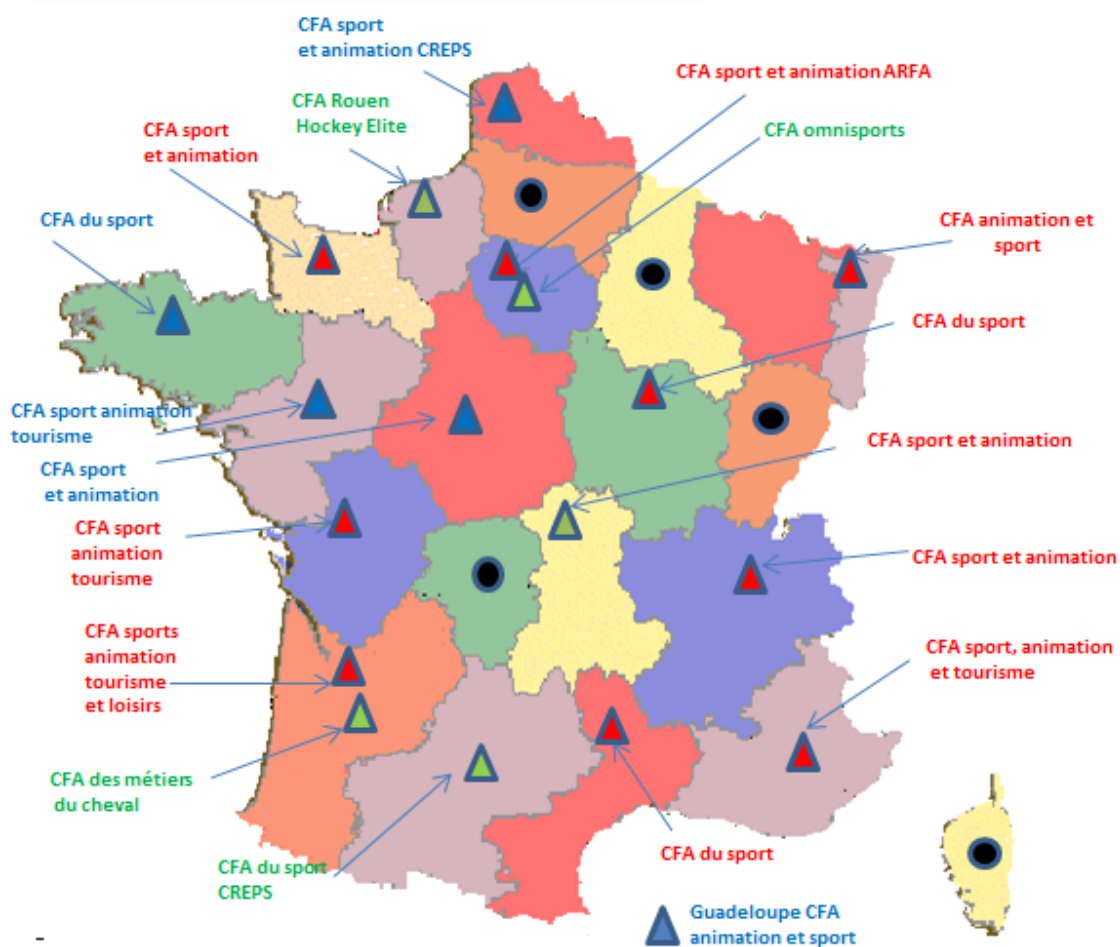 CFA sport
et animation CREPS
CFA sport et animation ARFA
CFA Rouen
Hockey Elite
CFA omnisports
CFA sport
et animation
CFA du sport
CFA animation et
sport
CFA du sport
CFA sport animation
tourisme
CFA sport et animation
CFA sport
et animation
CFA sport
animation
tourisme
CFA sport et animation
CFA sports
animation
tourisme
et loisirs
CFA sport, animation
et tourisme
CFA des métiers
du cheval
CFA du sport
CREPS
CFA du sport
Guadeloupe CFA
animation et sport
-